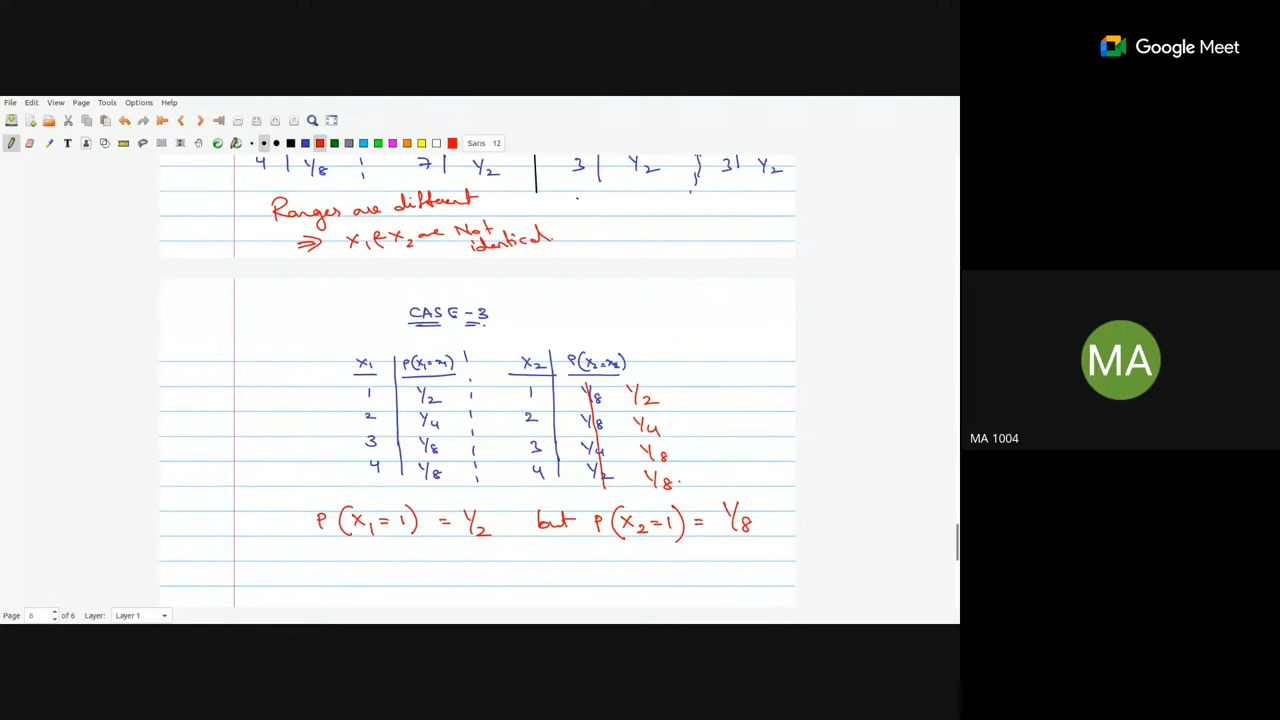 Google Meet
File Edit View Page Tools Options Help
T Sans 12
4 | 1/8 7 | 1/2 3 | 1/2 3 | 1/2
Ranges are different
⇒ X₁ & X₂ are Not identical.
CASE-3
X₁ P(X₁=x₁) X₂ P(X₂=x₂)
1 1/2 1 1/8 1/2
2 1/4 2 1/8 1/4
3 1/8 3 1/4 1/8
4 1/8 4 1/2 1/8.
P(X₁=1) = 1/2 but P(X₂=1) = 1/8
MA
MA 1004
Page 6 of 6 Layer: Layer 1